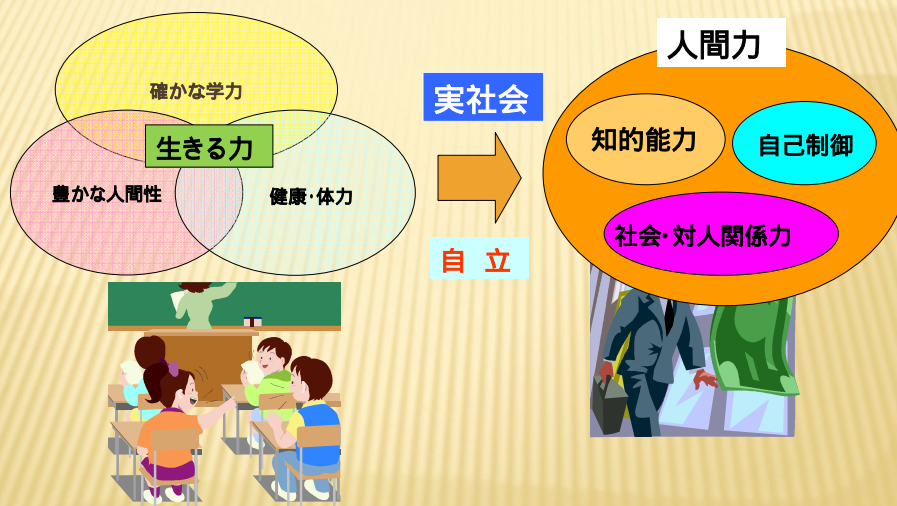 確かな学力
生きる力
豊かな人間性
健康・体力
実社会
自 立
人間力
知的能力
自己制御
社会・対人関係力